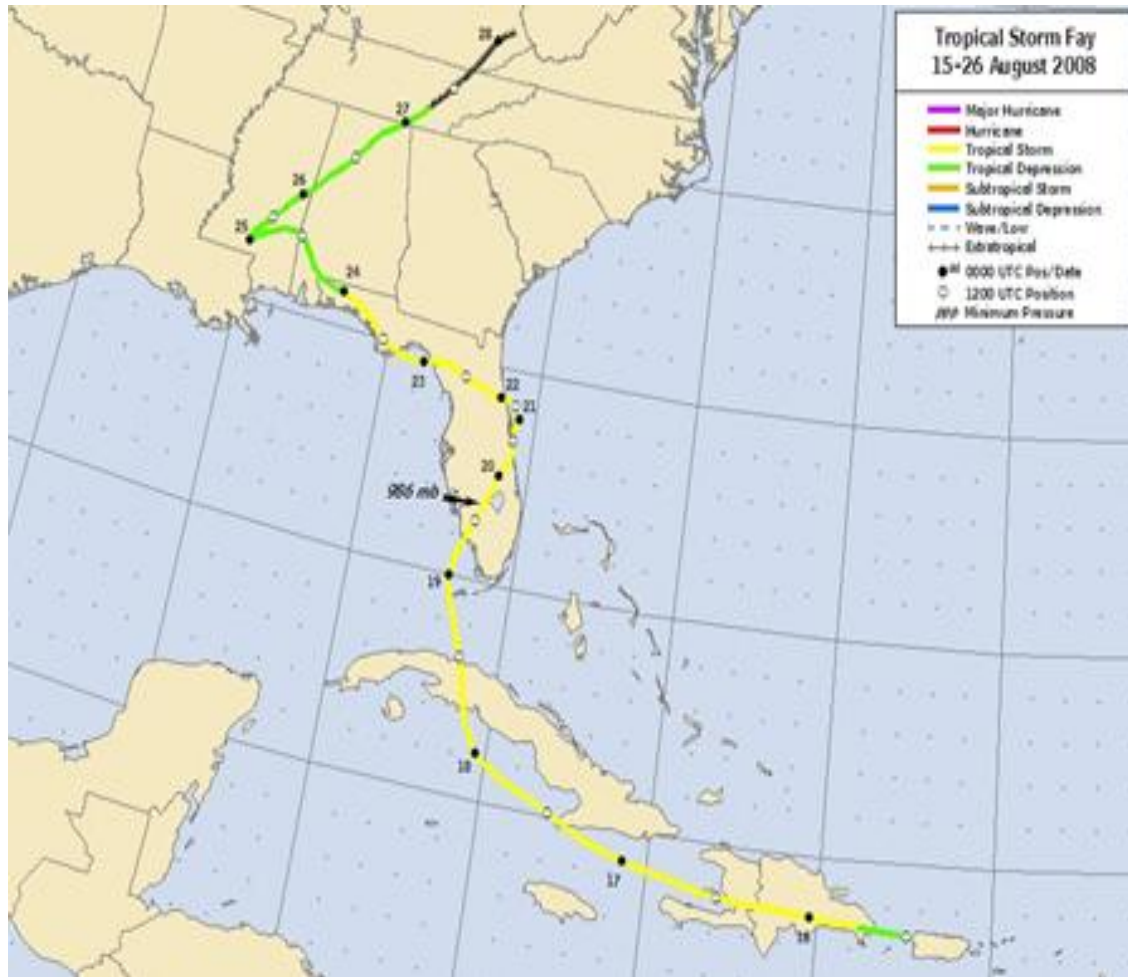 Tropical Storm Fay
15-26 August 2008
Major Hurricane
Hurricane
Tropical Storm
Tropical Depression
Subtropical Storm
Subtropical Depression
Wave/Low
Extratropical
0000 UTC Pos/Date
1200 UTC Position
Minimum Pressure
28
27
26
25
24
23
22
21
20
986 mb
19
18
17